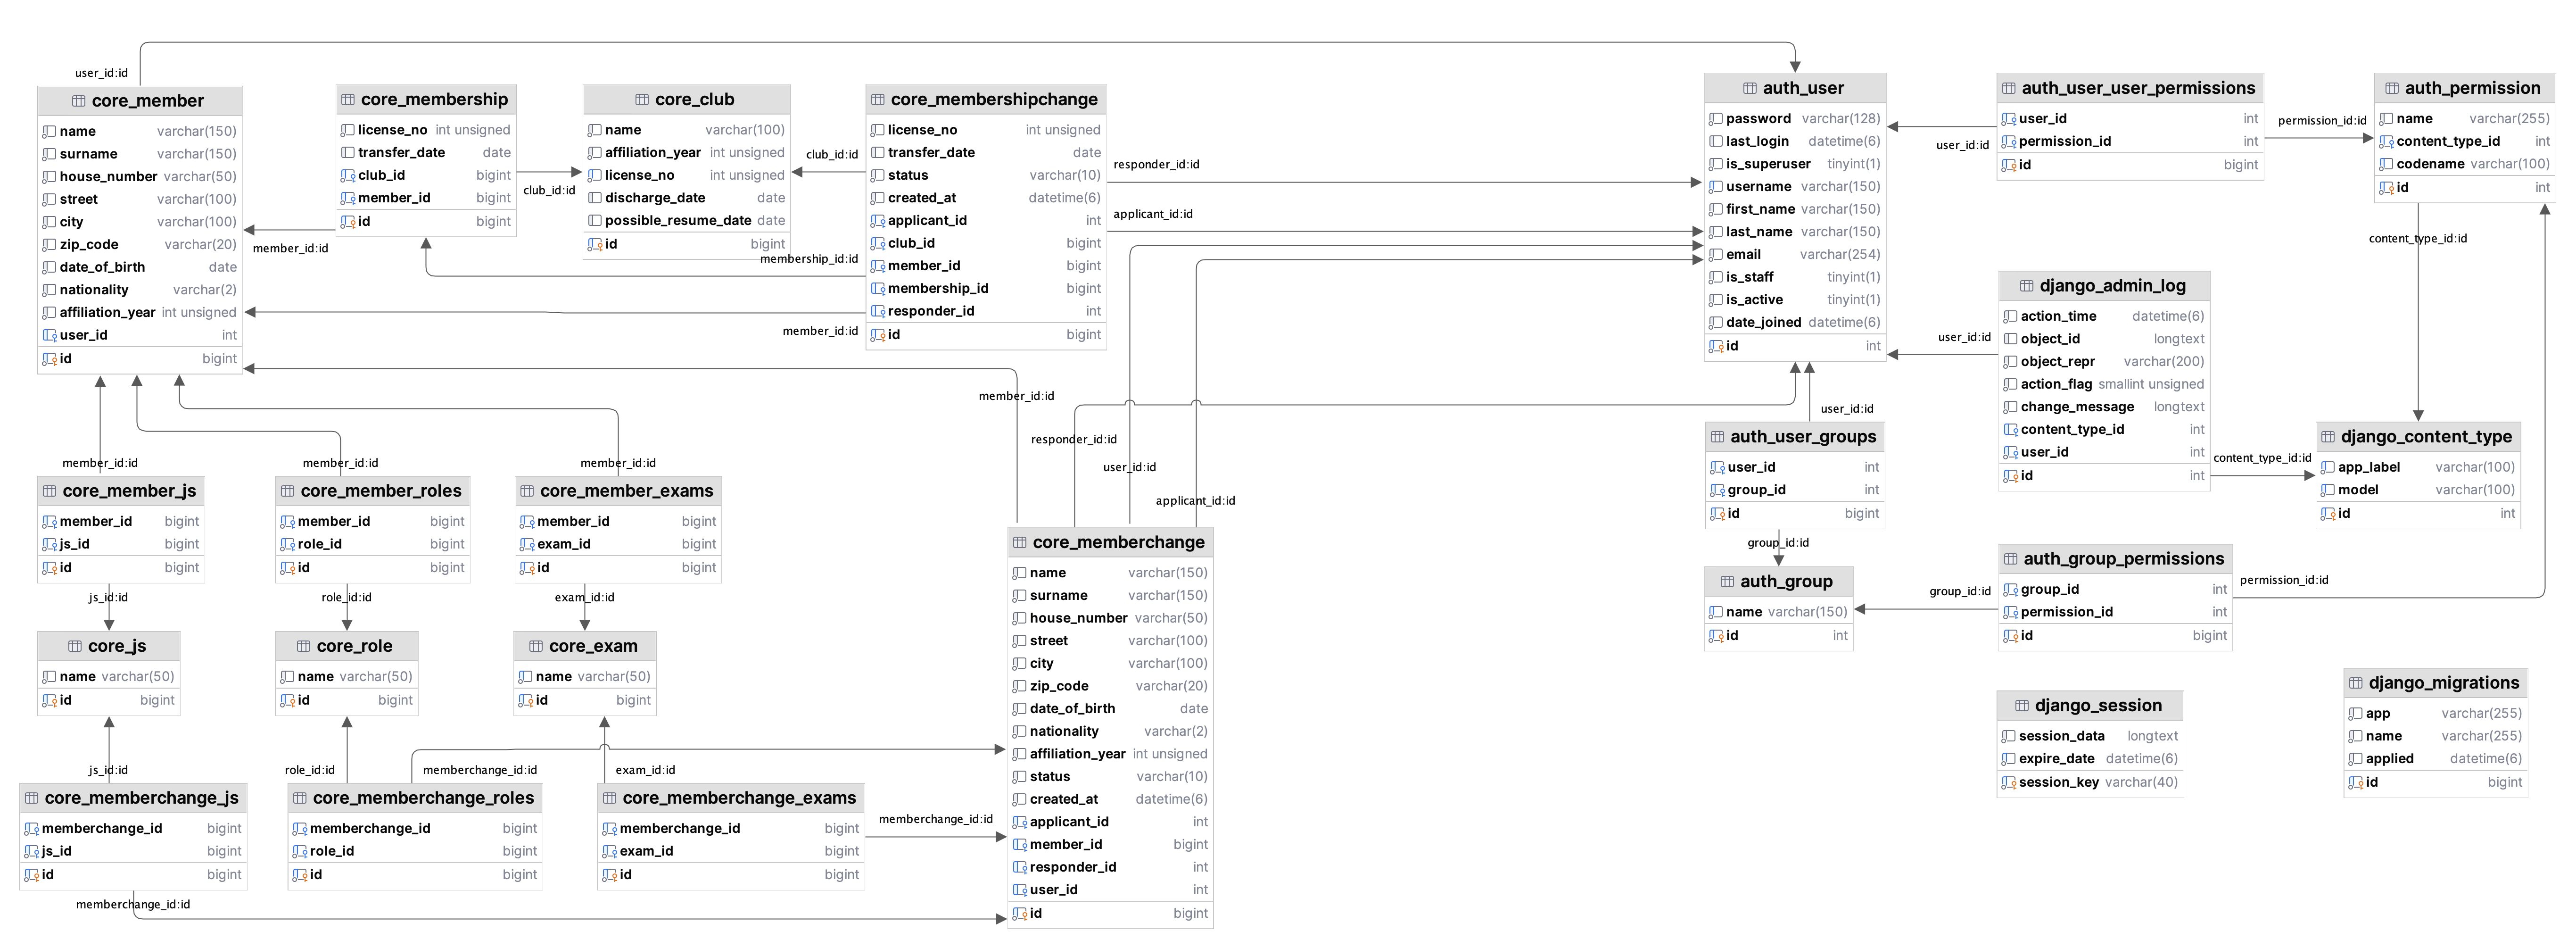 user_id:id
core_member
name varchar(150)
surname varchar(150)
house_number varchar(50)
street varchar(100)
city varchar(100)
zip_code varchar(20)
date_of_birth date
nationality varchar(2)
affiliation_year int unsigned
user_id int
id bigint
core_membership
license_no int unsigned
transfer_date date
club_id bigint
member_id bigint
id bigint
member_id:id
club_id:id
core_club
name varchar(100)
affiliation_year int unsigned
license_no int unsigned
discharge_date date
possible_resume_date date
id bigint
club_id:id
membership_id:id
member_id:id
core_membershipchange
license_no int unsigned
transfer_date date
status varchar(10)
created_at datetime(6)
applicant_id int
club_id bigint
member_id bigint
membership_id bigint
responder_id int
id bigint
responder_id:id
applicant_id:id
auth_user
password varchar(128)
last_login datetime(6)
is_superuser tinyint(1)
username varchar(150)
first_name varchar(150)
last_name varchar(150)
email varchar(254)
is_staff tinyint(1)
is_active tinyint(1)
date_joined datetime(6)
id int
auth_user_user_permissions
user_id int
permission_id int
id bigint
user_id:id
permission_id:id
auth_permission
name varchar(255)
content_type_id int
codename varchar(100)
id int
content_type_id:id
django_admin_log
action_time datetime(6)
object_id longtext
object_repr varchar(200)
action_flag smallint unsigned
change_message longtext
content_type_id int
user_id int
id int
user_id:id
content_type_id:id
django_content_type
app_label varchar(100)
model varchar(100)
id int
member_id:id
responder_id:id
user_id:id
applicant_id:id
user_id:id
auth_user_groups
user_id int
group_id int
id bigint
group_id:id
auth_group
name varchar(150)
id int
group_id:id
auth_group_permissions
group_id int
permission_id int
id bigint
permission_id:id
member_id:id
member_id:id
member_id:id
core_member_js
member_id bigint
js_id bigint
id bigint
core_member_roles
member_id bigint
role_id bigint
id bigint
core_member_exams
member_id bigint
exam_id bigint
id bigint
js_id:id
role_id:id
exam_id:id
core_js
name varchar(50)
id bigint
core_role
name varchar(50)
id bigint
core_exam
name varchar(50)
id bigint
core_memberchange
name varchar(150)
surname varchar(150)
house_number varchar(50)
street varchar(100)
city varchar(100)
zip_code varchar(20)
date_of_birth date
nationality varchar(2)
affiliation_year int unsigned
status varchar(10)
created_at datetime(6)
applicant_id int
member_id bigint
responder_id int
user_id int
id bigint
js_id:id
role_id:id
memberchange_id:id
exam_id:id
core_memberchange_js
memberchange_id bigint
js_id bigint
id bigint
core_memberchange_roles
memberchange_id bigint
role_id bigint
id bigint
core_memberchange_exams
memberchange_id bigint
exam_id bigint
id bigint
memberchange_id:id
memberchange_id:id
django_session
session_data longtext
expire_date datetime(6)
session_key varchar(40)
django_migrations
app varchar(255)
name varchar(255)
applied datetime(6)
id bigint